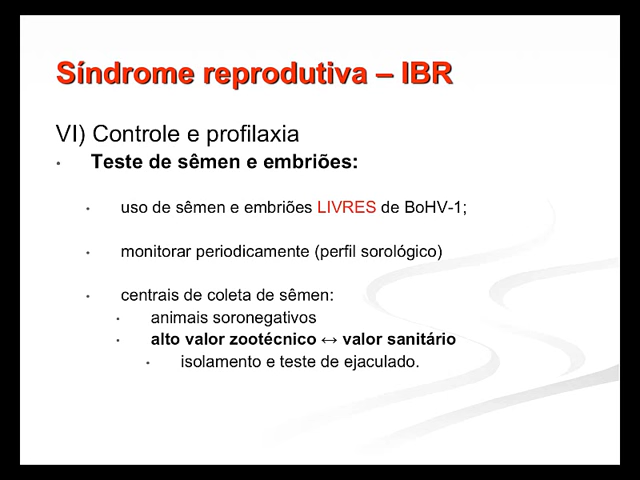 Síndrome reprodutiva – IBR
VI) Controle e profilaxia
• Teste de sêmen e embriões:
• uso de sêmen e embriões LIVRES de BoHV-1;
• monitorar periodicamente (perfil sorológico)
• centrais de coleta de sêmen:
• animais soronegativos
• alto valor zootécnico ↔ valor sanitário
• isolamento e teste de ejaculado.